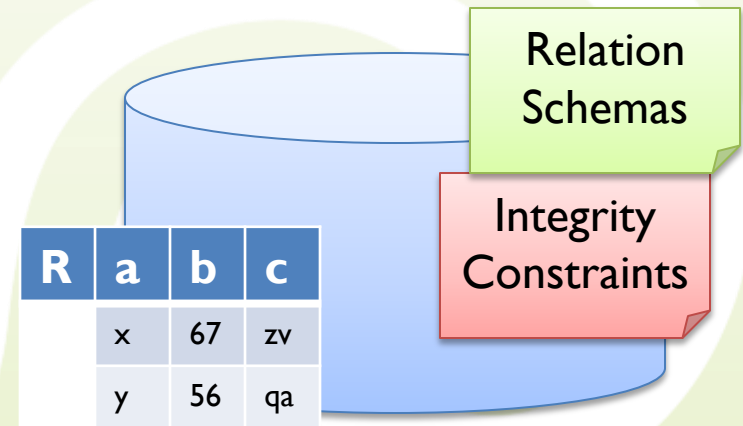 Relation
Schemas
Integrity
Constraints
R a b c
x 67 zv
y 56 qa